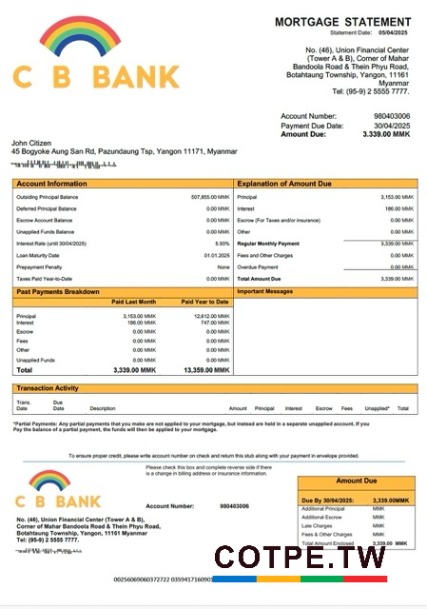 C B BANK
MORTGAGE STATEMENT
Statement Date: 05/04/2025
No. (46), Union Financial Center
(Tower A & B), Corner of Mahar
Bandoola Road & Thein Phyu Road,
Botahtaung Township, Yangon, 11161
Myanmar
Tel: (95-9) 2 5555 7777.
Account Number: 980403006
Payment Due Date: 30/04/2025
Amount Due: 3.339.00 MMK
John Citizen
45 Bogyoke Aung San Rd, Pazundaung Tsp, Yangon 11171, Myanmar
Account Information
Outsiding Principal Balance 507,855.00 MMK
Deferred Principal Balance 0.00 MMK
Escrow Account Balance 0.00 MMK
Unapplied Funds Balance 0.00 MMK
Interest Rate (until 30/04/2025)
Loan Maturity Date 01.01.2025
Prepayment Penalty None
Taxes Paid Year-to-Date 0.00 MMK
Explanation of Amount Due
Principal 3,153.00 MMK
Interest 186.00 MMK
Escrow (For Taxes and/or Insurance) 0.00 MMK
Other 0.00 MMK
Regular Monthly Payment 3,339.00 MMK
Fees and Other Charges 0.00 MMK
Overdue Payment 0.00 MMK
Total Amount Due 3,339.00 MMK
Past Payments Breakdown
Paid Last Month Paid Year to Date
Principal 3,153.00 MMK 12,612.00 MMK
Interest 186.00 MMK 747.00 MMK
Escrow 0.00 MMK 0.00 MMK
Fees 0.00 MMK 0.00 MMK
Other 0.00 MMK 0.00 MMK
Unapplied Funds 0.00 MMK 0.00 MMK
Total 3,339.00 MMK 13,359.00 MMK
Important Messages
Transaction Activity
Trans. Date Due Date Description Amount Principal Interest Escrow Fees Unapplied* Total
*Partial Payments: Any partial payments that you make are not applied to your mortgage, but instead are held in a separate unapplied account. If you
Pay the balance of a partial payment, the funds will then be applied to your mortgage.
To ensure proper credit, please write account number on check and return this stub along with your payment in envelope provided.
Please check this box and complete reverse side if there
is a change in billing address or insurance information.
C B BANK
Account Number: 980403006
No. (46), Union Financial Center (Tower A & B),
Corner of Mahar Bandoola Road & Thein Phyu Road,
Botahtaung Township, Yangon, 11161 Myanmar
Tel: (95-9) 2 5555 7777.
Amount Due
Due By 30/04/2025: 3,339.00MMK
Additional Principal MMK
Additional Escrow MMK
Late Charges MMK
Fees & Other Charges MMK
Total Amount Enclosed MMK
COTPE.TW